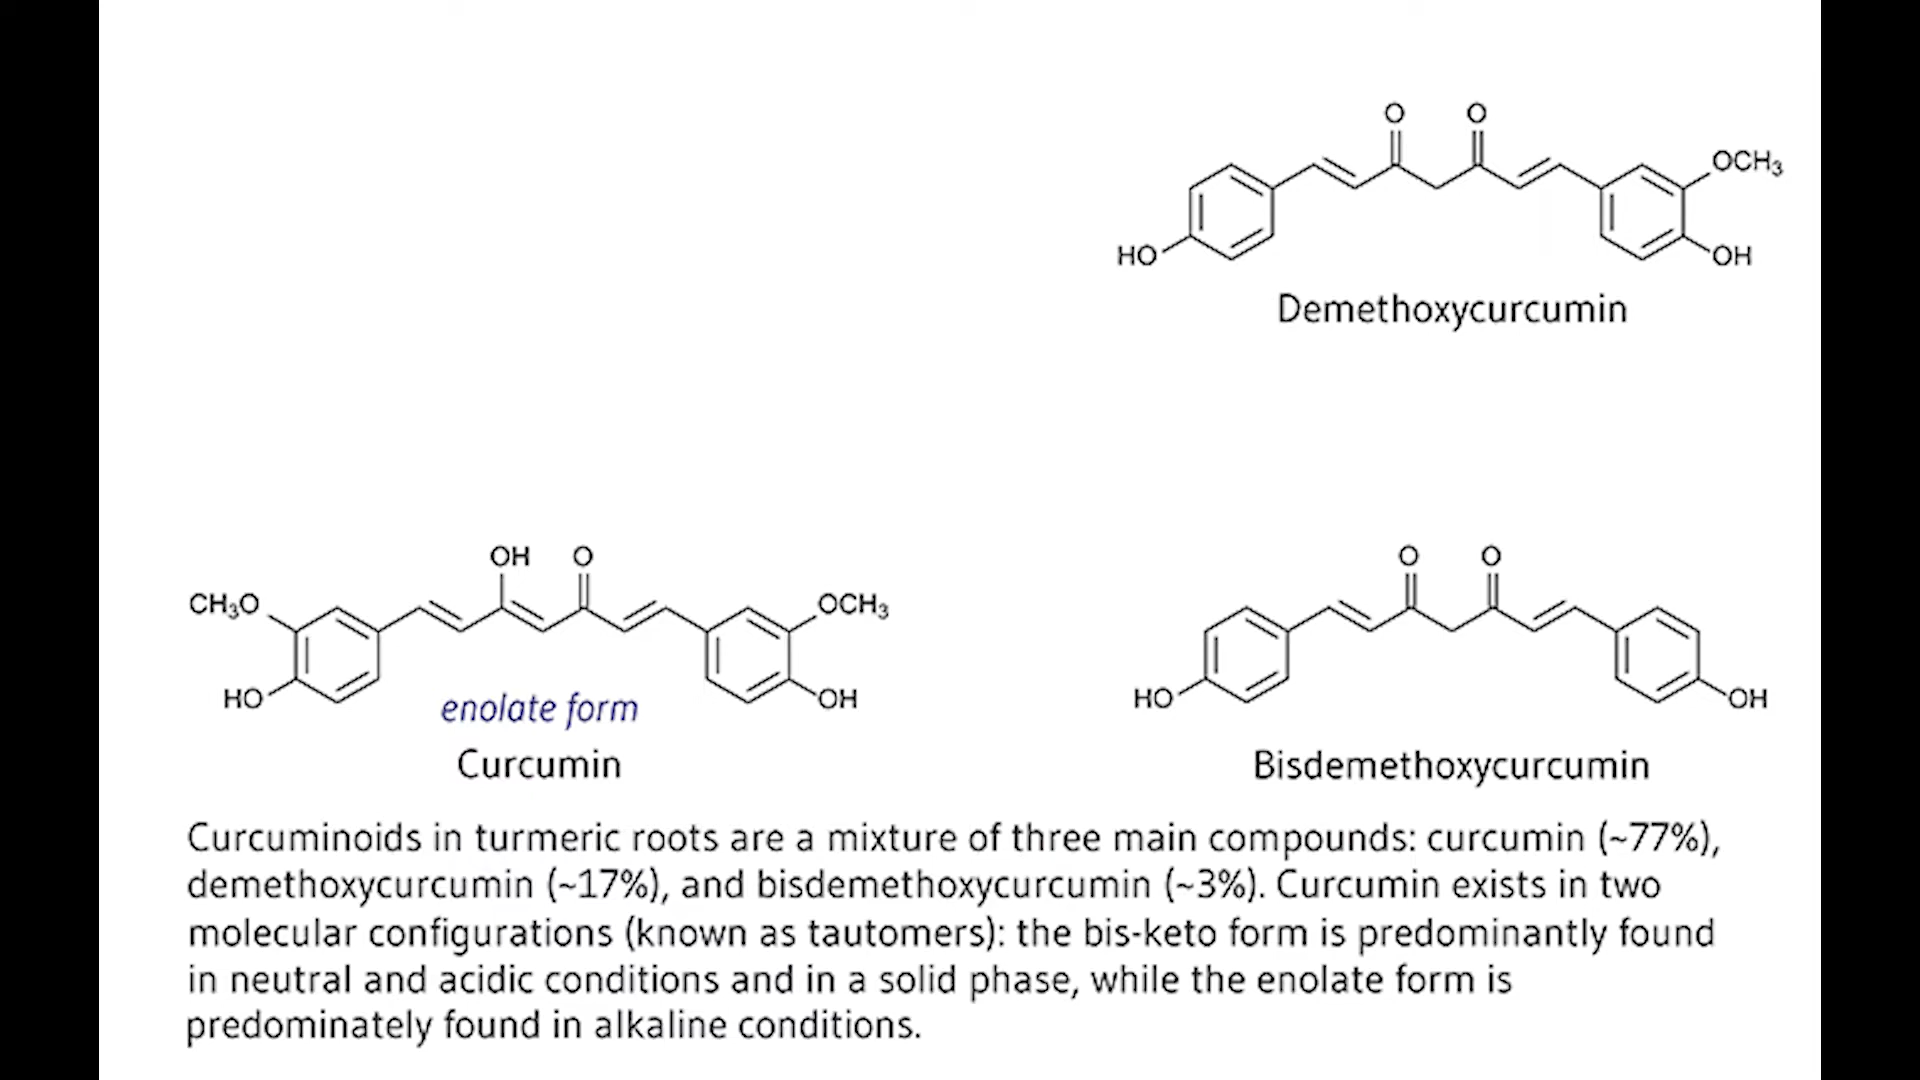 O O
OCH3
HO
OH
Demethoxycurcumin
OH O
CH3O
OCH3
HO
OH
enolate form
Curcumin
O O
HO
OH
Bisdemethoxycurcumin
Curcuminoids in turmeric roots are a mixture of three main compounds: curcumin (~77%),
demethoxycurcumin (~17%), and bisdemethoxycurcumin (~3%). Curcumin exists in two
molecular configurations (known as tautomers): the bis-keto form is predominantly found
in neutral and acidic conditions and in a solid phase, while the enolate form is
predominately found in alkaline conditions.